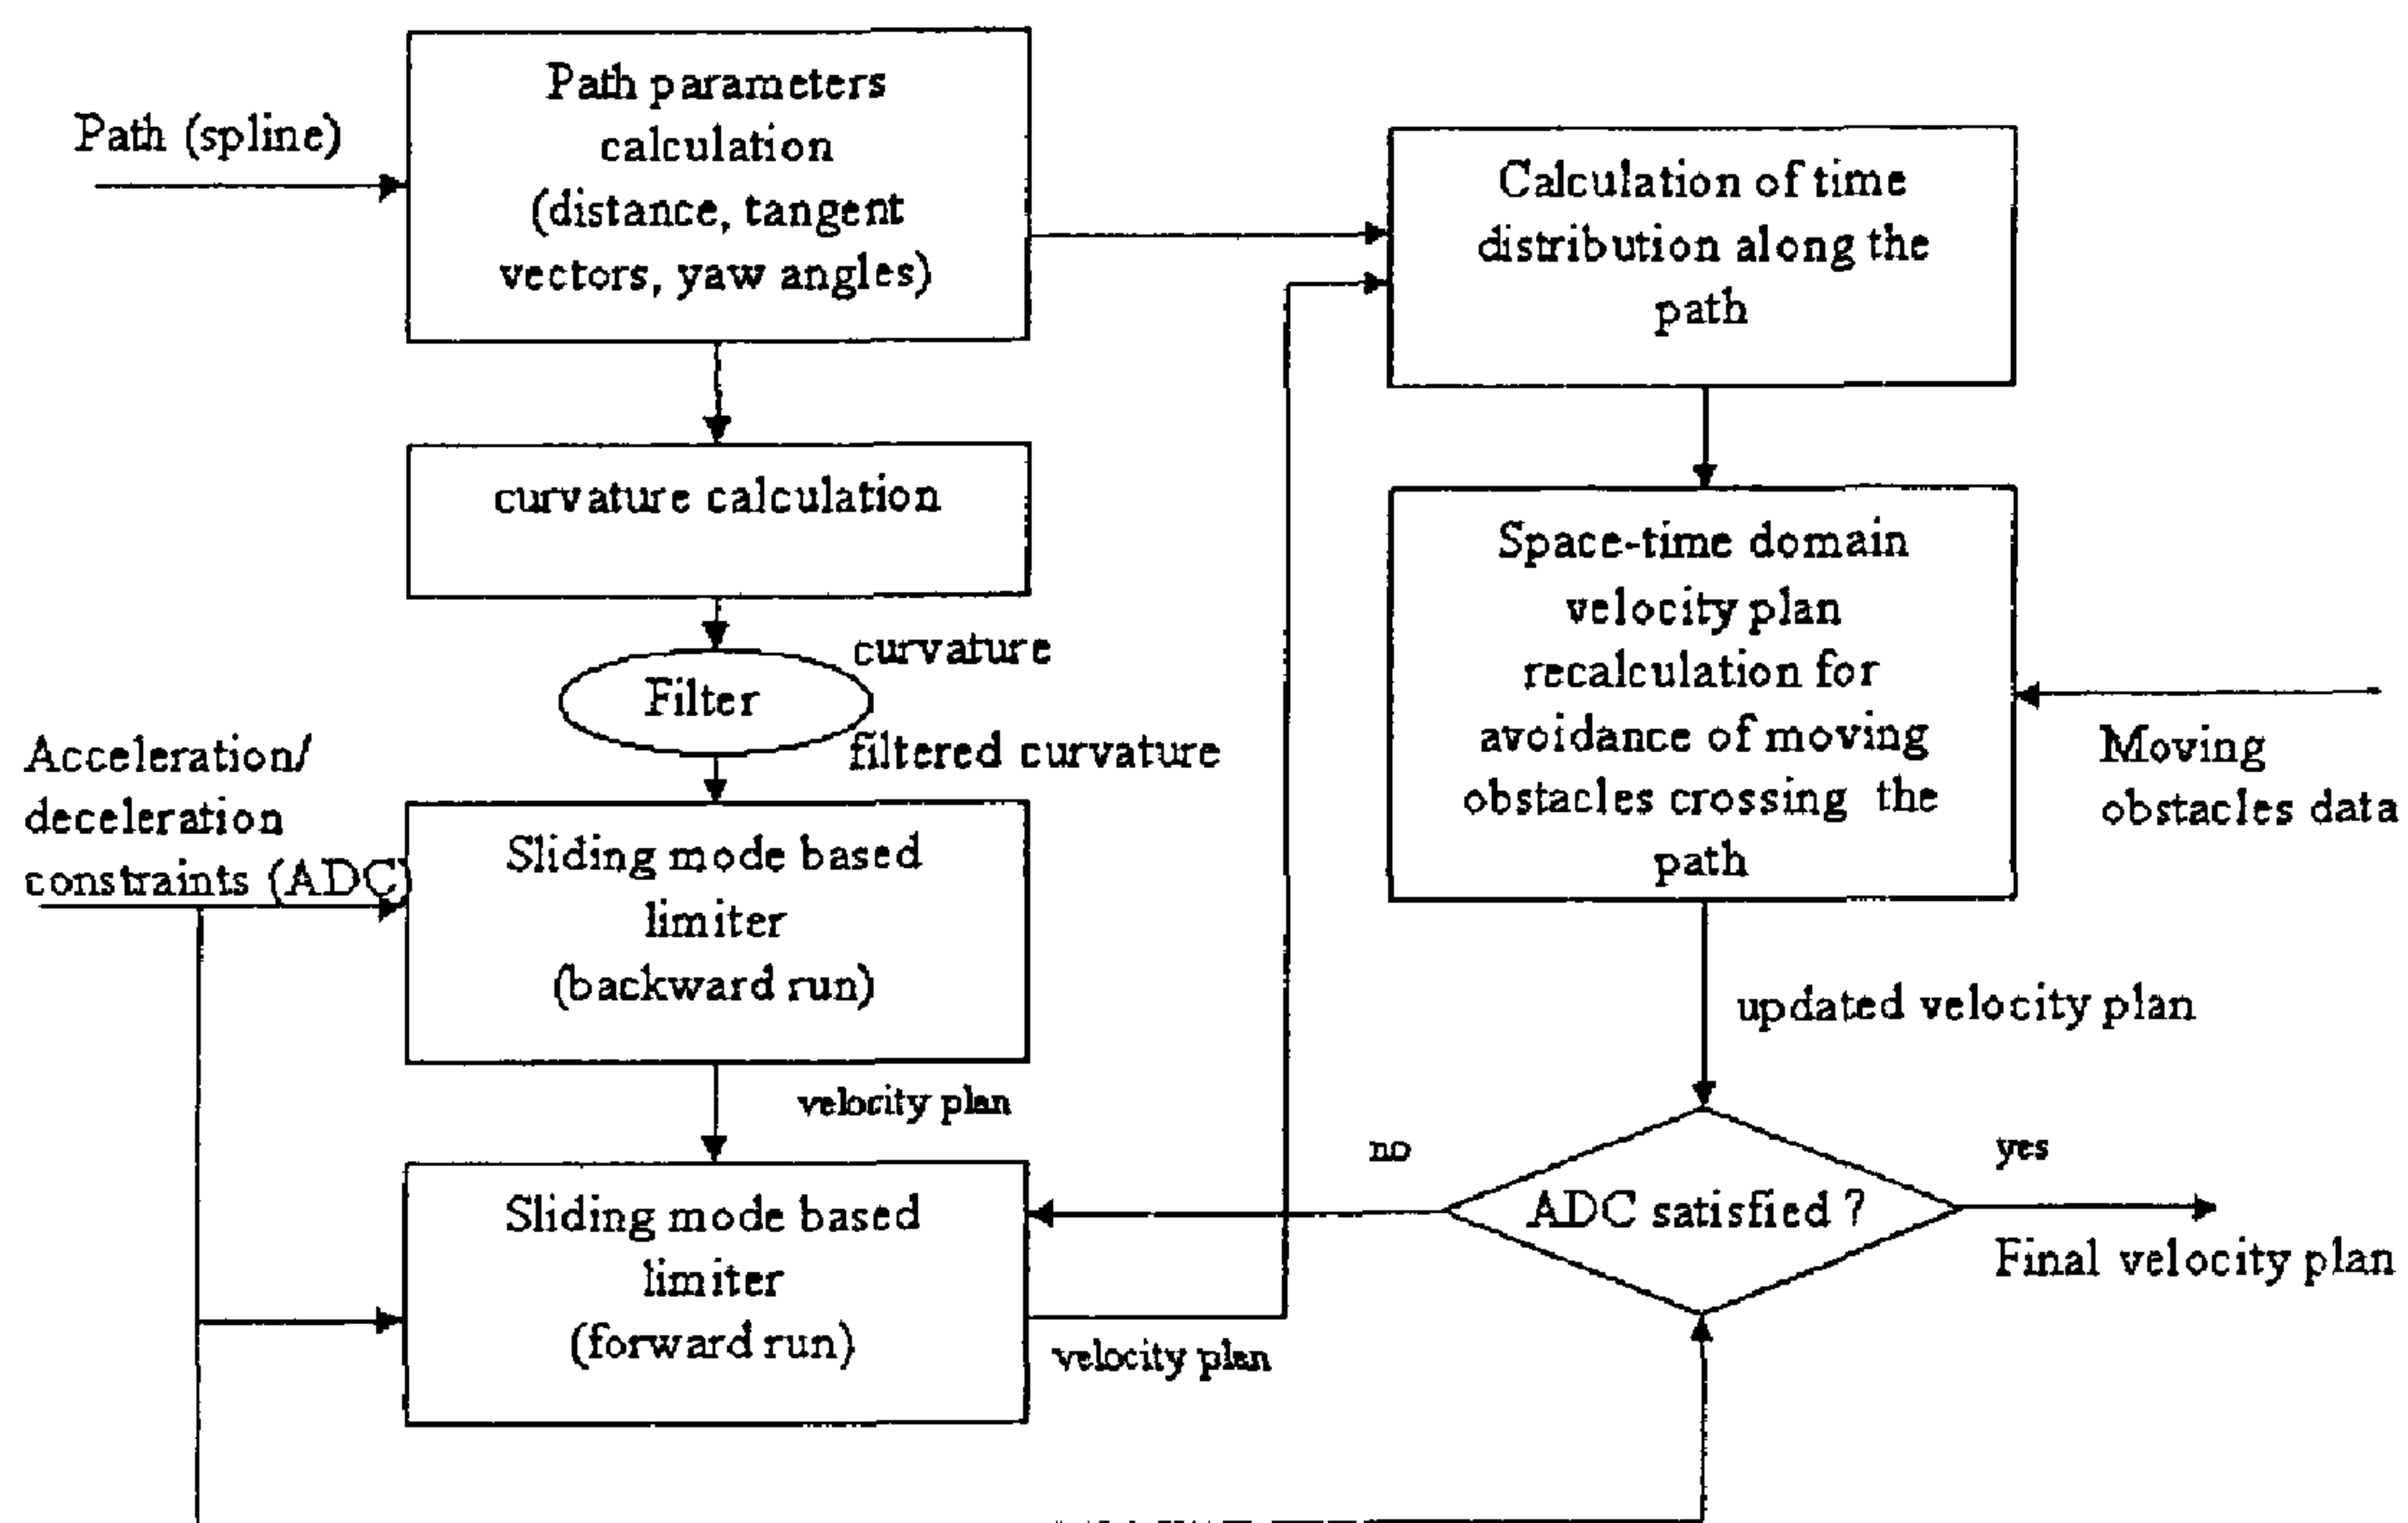 Path (spline)
Path parameters
calculation
(distance, tangent
vectors, yaw angles)
curvature calculation
curvature
Filter
filtered curvature
Acceleration/
deceleration
constraints (ADC)
Sliding mode based
limiter
(backward run)
velocity plan
Sliding mode based
limiter
(forward run)
velocity plan
Calculation of time
distribution along the
path
Space-time domain
velocity plan
recalculation for
avoidance of moving
obstacles crossing the
path
Moving
obstacles data
updated velocity plan
no
ADC satisfied ?
yes
Final velocity plan